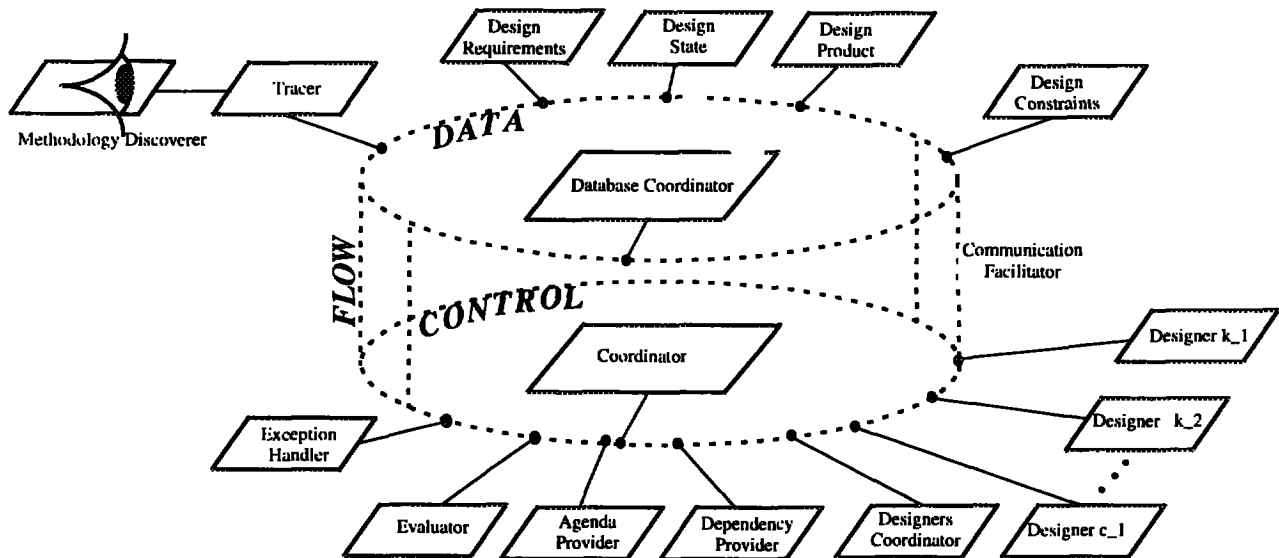 Design
Requirements
Design
State
Design
Product
Design
Constraints
Tracer
Methodology Discoverer
DATA
Database Coordinator
FLOW
Communication
Facilitator
CONTROL
Coordinator
Designer k_1
Designer k_2
Exception
Handler
Evaluator
Agenda
Provider
Dependency
Provider
Designers
Coordinator
Designer c_1